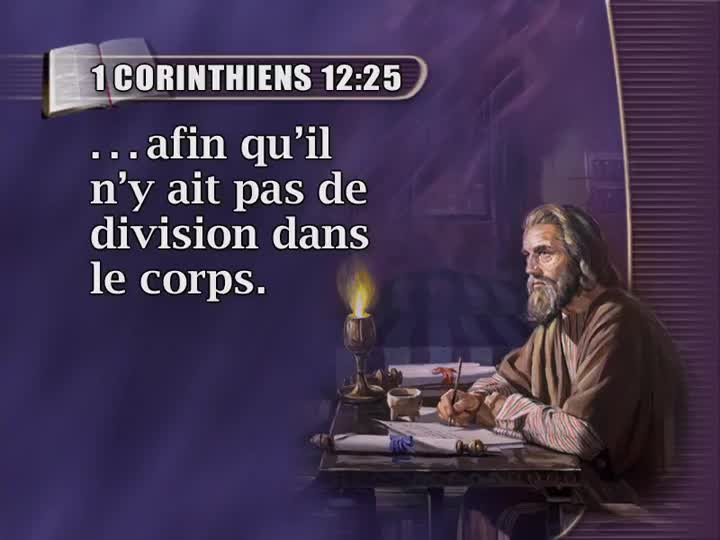 1 CORINTHIENS 12:25
. . . afin qu’il
n’y ait pas de
division dans
le corps.